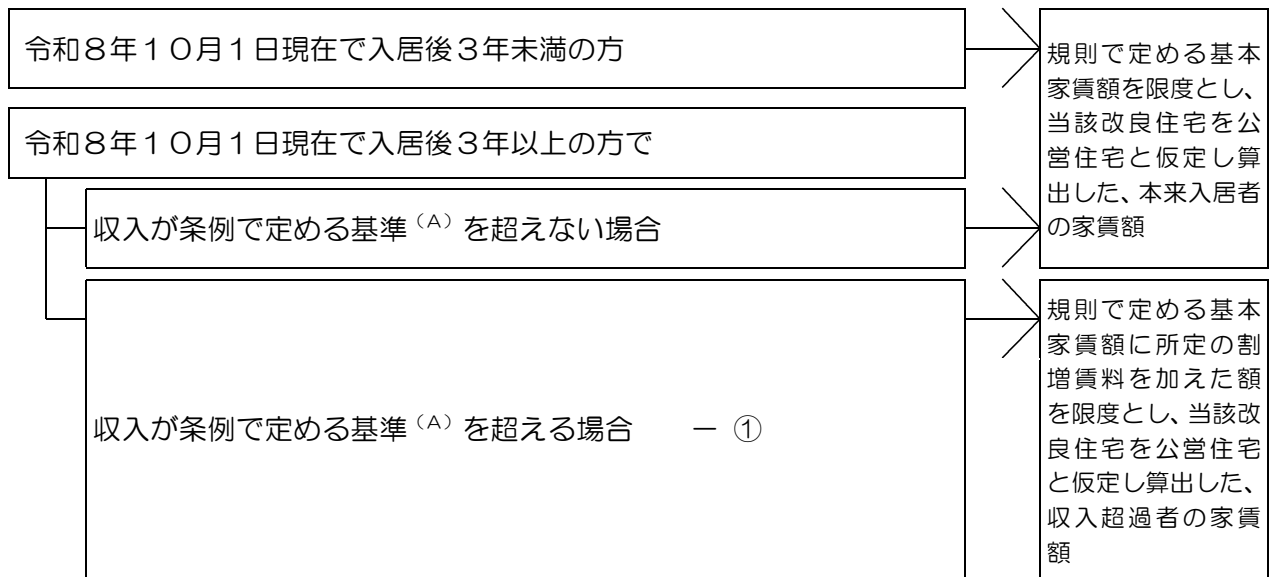 令和８年１０月１日現在で入居後３年未満の方
規則で定める基本
家賃額を限度とし、
当該改良住宅を公
営住宅と仮定し算
出した、本来入居者
の家賃額
令和８年１０月１日現在で入居後３年以上の方で
収入が条例で定める基準（A）を超えない場合
収入が条例で定める基準（A）を超える場合　　－ ①
規則で定める基本
家賃額に所定の割
増賃料を加えた額
を限度とし、当該改
良住宅を公営住宅
と仮定し算出した、
収入超過者の家賃
額